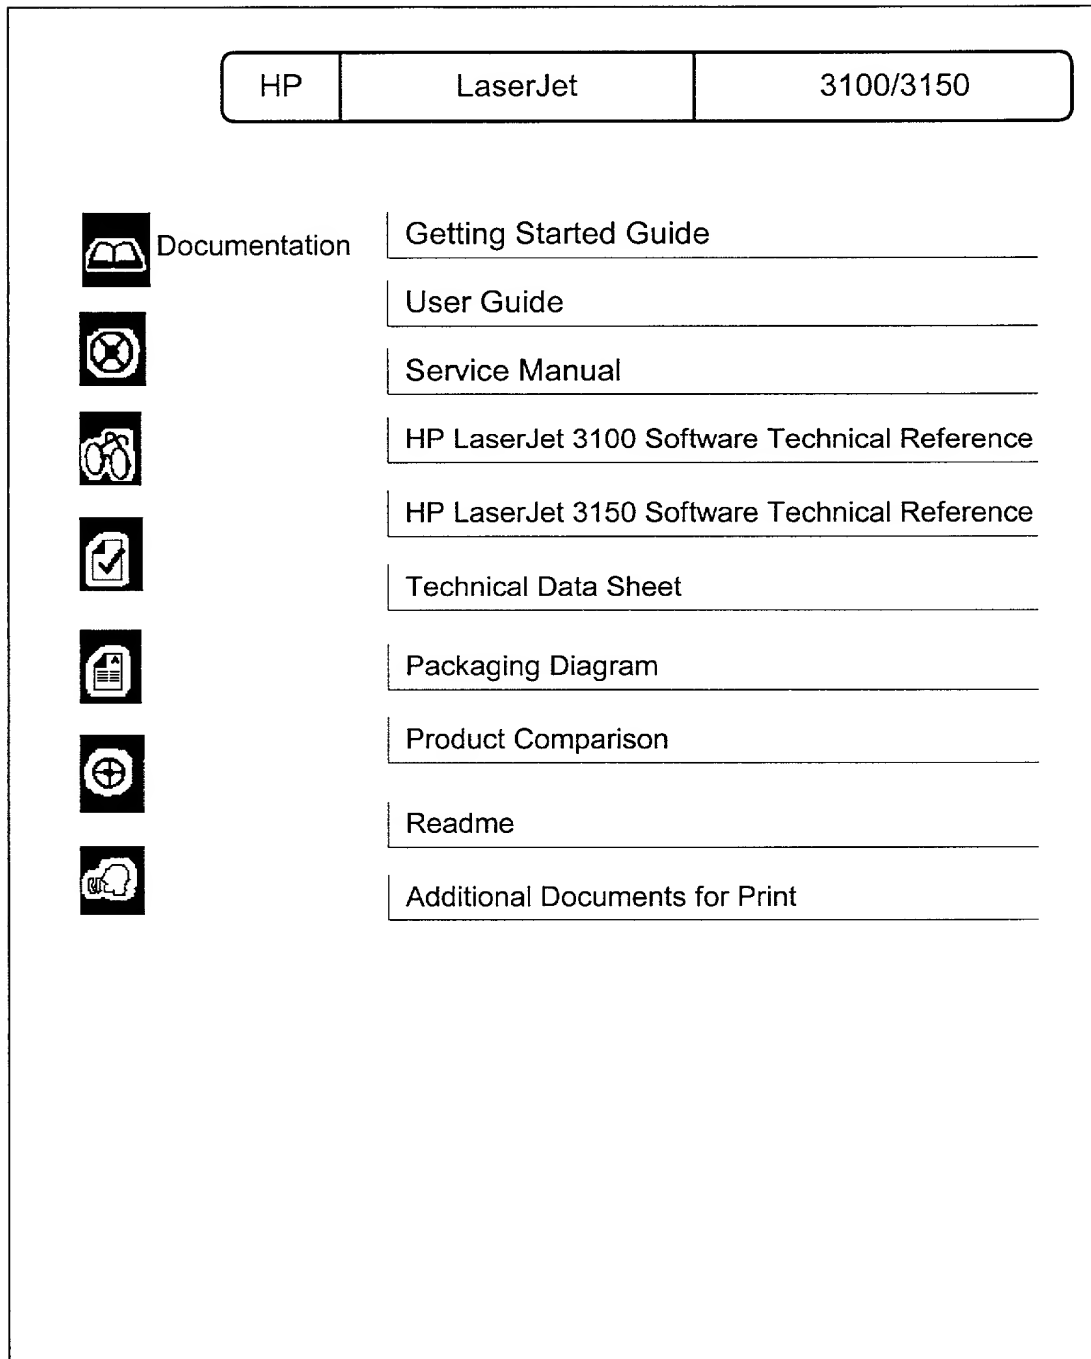 HP LaserJet 3100/3150
Documentation
Getting Started Guide
User Guide
Service Manual
HP LaserJet 3100 Software Technical Reference
HP LaserJet 3150 Software Technical Reference
Technical Data Sheet
Packaging Diagram
Product Comparison
Readme
Additional Documents for Print